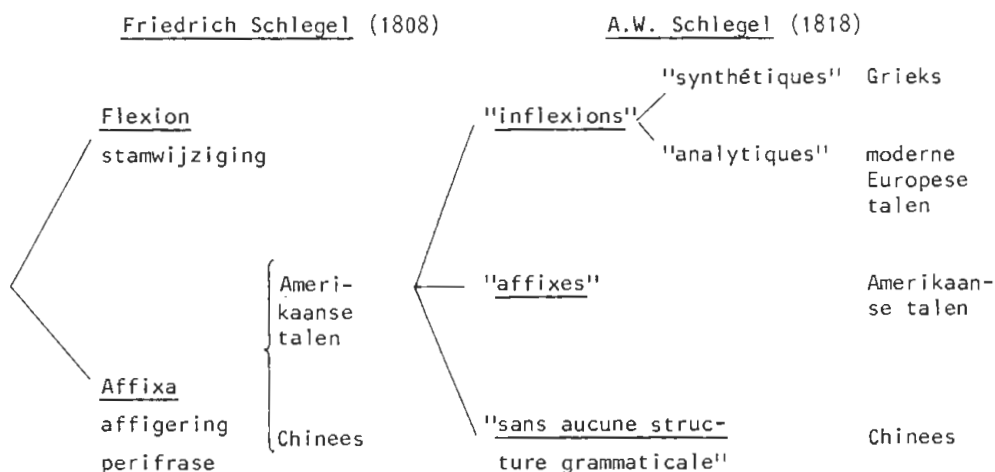 Friedrich Schlegel (1808)
Flexion
stamwijziging
Affixa
affigering
perifrase
Ameri-
kaanse
talen
Chinees
A.W. Schlegel (1818)
"inflexions"
"synthétiques" Grieks
"analytiques" moderne
Europese
talen
"affixes" Amerikaan-
se talen
"sans aucune struc-
ture grammaticale" Chinees